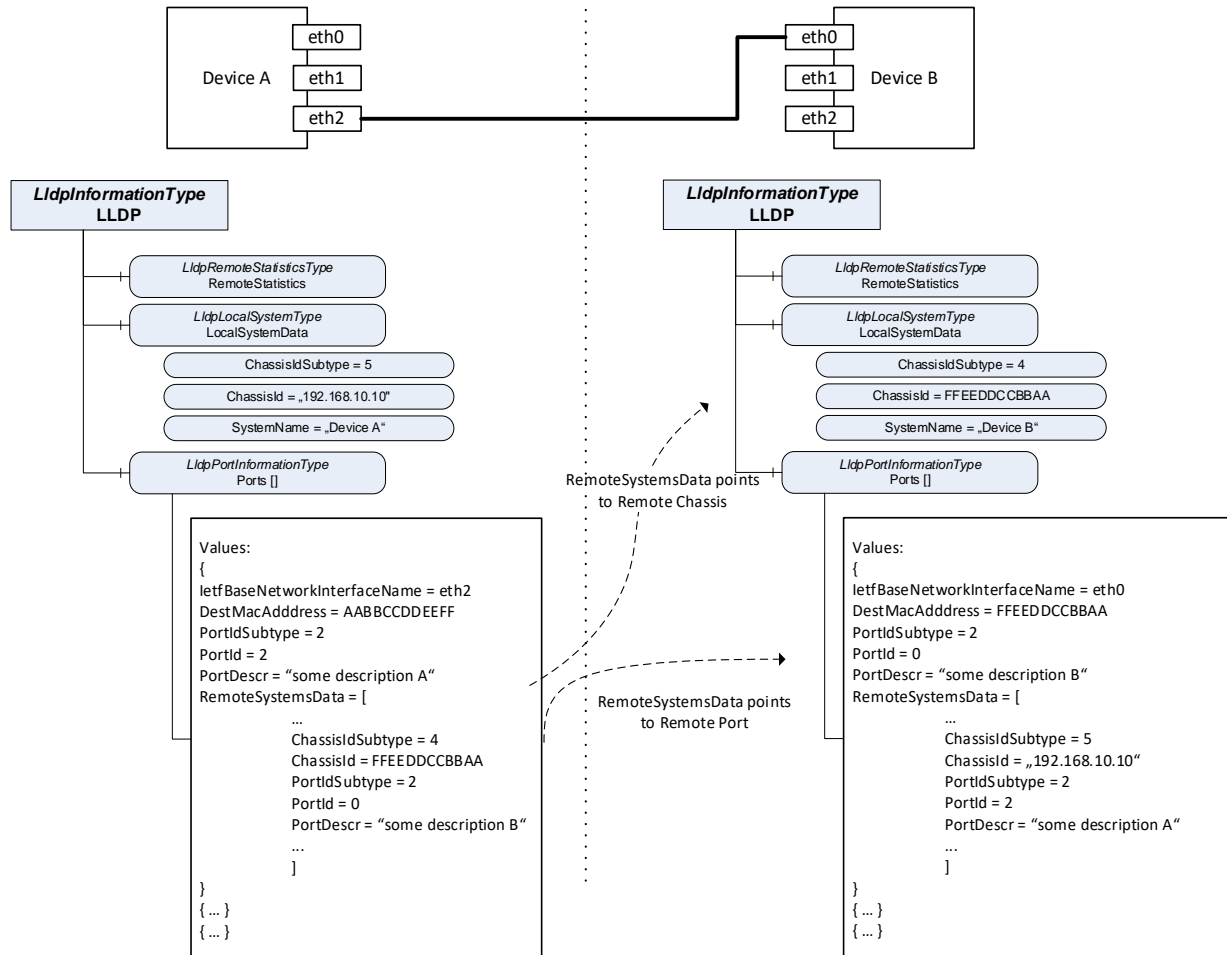 eth0
Device A
eth1
eth2
eth0
eth1
Device B
eth2
LldpInformationType
LLDP
LldpRemoteStatisticsType
RemoteStatistics
LldpLocalSystemType
LocalSystemData
ChassisIdSubtype = 5
ChassisId = „192.168.10.10"
SystemName = „Device A“
LldpPortInformationType
Ports []
Values:
{
IetfBaseNetworkInterfaceName = eth2
DestMacAdddress = AABBCCDDEEFF
PortIdSubtype = 2
PortId = 2
PortDescr = “some description A“
RemoteSystemsData = [
...
ChassisIdSubtype = 4
ChassisId = FFEEDDCCBBAA
PortIdSubtype = 2
PortId = 0
PortDescr = “some description B“
...
]
}
{ ... }
{ ... }
RemoteSystemsData points
to Remote Chassis
RemoteSystemsData points
to Remote Port
LldpInformationType
LLDP
LldpRemoteStatisticsType
RemoteStatistics
LldpLocalSystemType
LocalSystemData
ChassisIdSubtype = 4
ChassisId = FFEEDDCCBBAA
SystemName = „Device B“
LldpPortInformationType
Ports []
Values:
{
IetfBaseNetworkInterfaceName = eth0
DestMacAdddress = FFEEDDCCBBAA
PortIdSubtype = 2
PortId = 0
PortDescr = “some description B“
RemoteSystemsData = [
...
ChassisIdSubtype = 5
ChassisId = „192.168.10.10“
PortIdSubtype = 2
PortId = 2
PortDescr = “some description A“
...
]
}
{ ... }
{ ... }